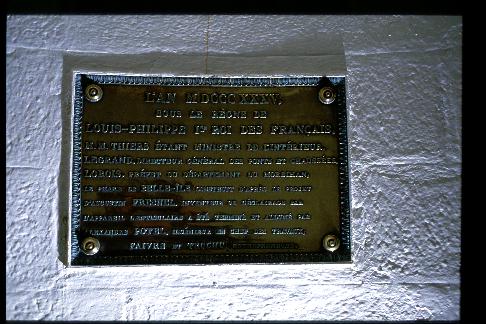 L'AN MDCCCXXXV,
SOUS LE RÈGNE DE
LOUIS-PHILIPPE Ier ROI DES FRANÇAIS,
M.M. THIERS ÉTANT MINISTRE DE L'INTÉRIEUR,
LEGRAND, DIRECTEUR GÉNÉRAL DES PONTS ET CHAUSSÉES,
LOROIS, PRÉFET DU DÉPARTEMENT DU MORBIHAN,
LE PHARE DE BELLE-ÎLE CONSTRUIT D'APRÈS LE PROJET
D'AUGUSTIN FRESNEL, INVENTEUR DE L'ÉCLAIRAGE PAR
L'APPAREIL LENTICULAIRE A ÉTÉ TERMINÉ ET ALLUMÉ PAR
ALEXANDRE POTEL, INGÉNIEUR EN CHEF DES TRAVAUX,
FAIVRE ET TROCHU